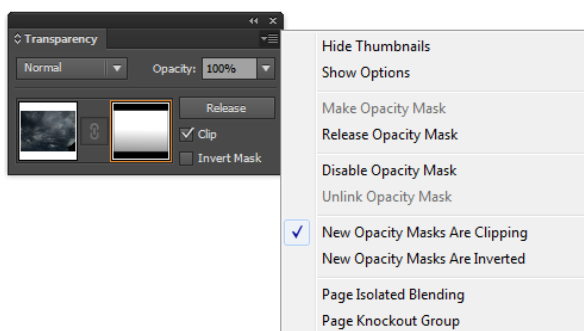 Transparency
Normal
Opacity: 100%
Release
Clip
Invert Mask
Hide Thumbnails
Show Options
Make Opacity Mask
Release Opacity Mask
Disable Opacity Mask
Unlink Opacity Mask
New Opacity Masks Are Clipping
New Opacity Masks Are Inverted
Page Isolated Blending
Page Knockout Group